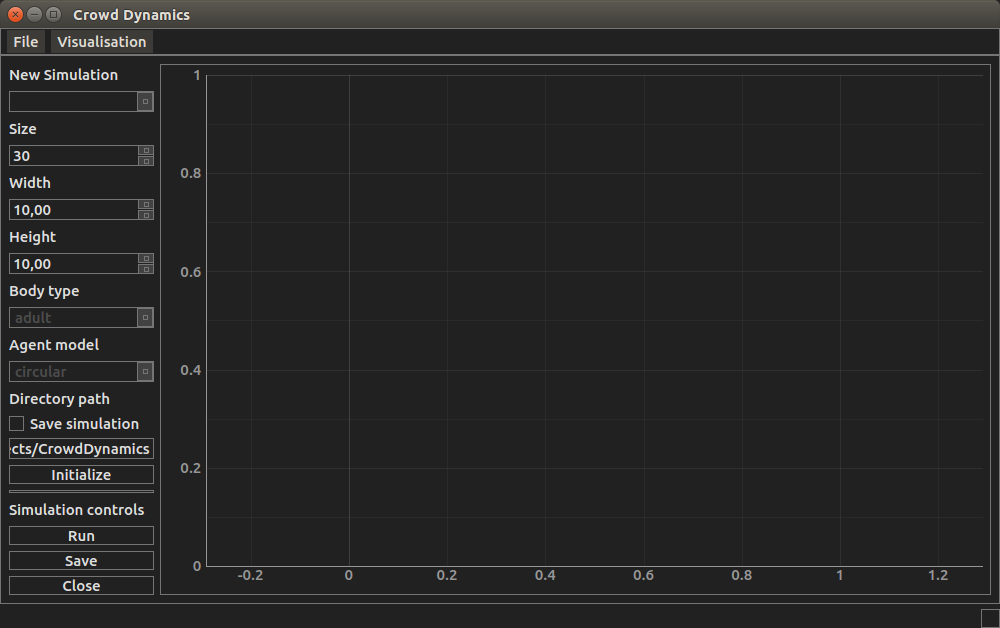 Crowd Dynamics
File Visualisation
New Simulation
Size
30
Width
10,00
Height
10,00
Body type
adult
Agent model
circular
Directory path
Save simulation
cts/CrowdDynamics
Initialize
Simulation controls
Run
Save
Close
1
0.8
0.6
0.4
0.2
0
-0.2 0 0.2 0.4 0.6 0.8 1 1.2